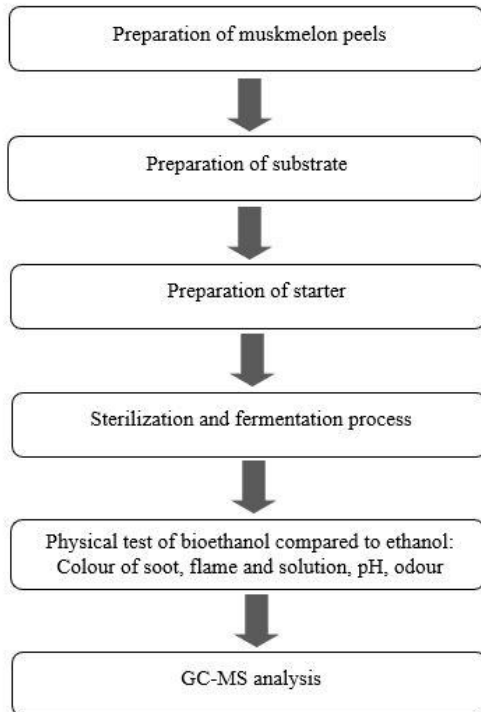 Preparation of muskmelon peels
Preparation of substrate
Preparation of starter
Sterilization and fermentation process
Physical test of bioethanol compared to ethanol:
Colour of soot, flame and solution, pH, odour
GC-MS analysis